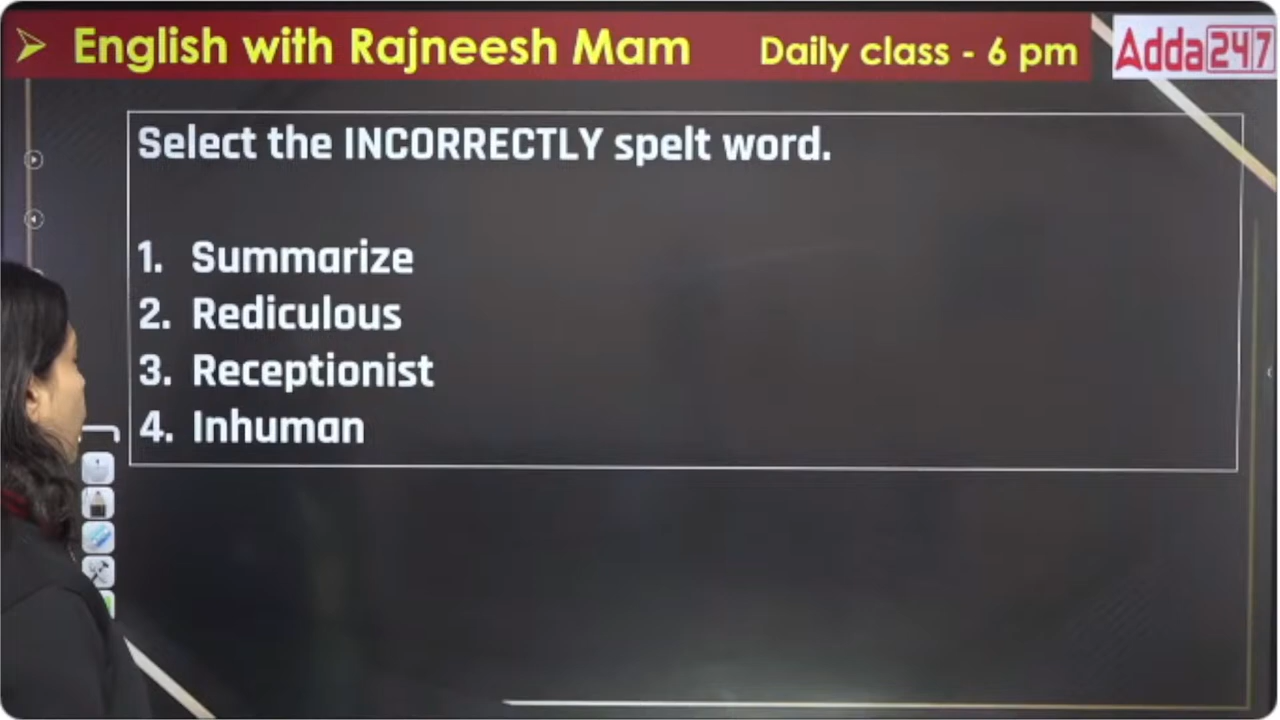 English with Rajneesh Mam Daily class - 6 pm Adda247
Select the INCORRECTLY spelt word.
1. Summarize
2. Rediculous
3. Receptionist
4. Inhuman